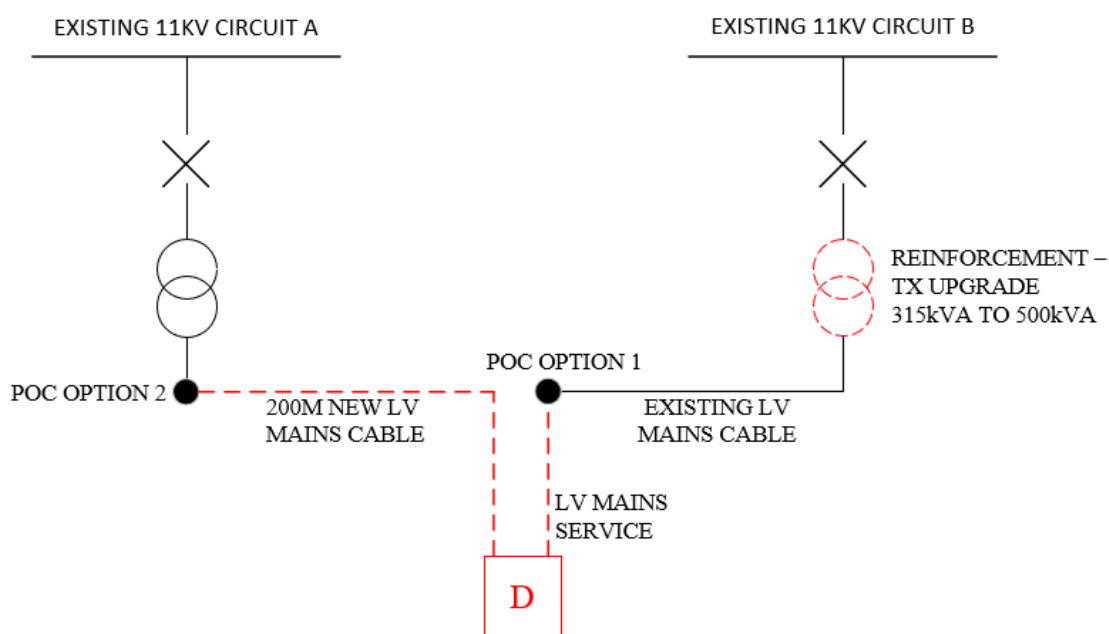 EXISTING 11KV CIRCUIT A
EXISTING 11KV CIRCUIT B
REINFORCEMENT –
TX UPGRADE
315kVA TO 500kVA
POC OPTION 2
200M NEW LV
MAINS CABLE
POC OPTION 1
EXISTING LV
MAINS CABLE
LV MAINS
SERVICE
D